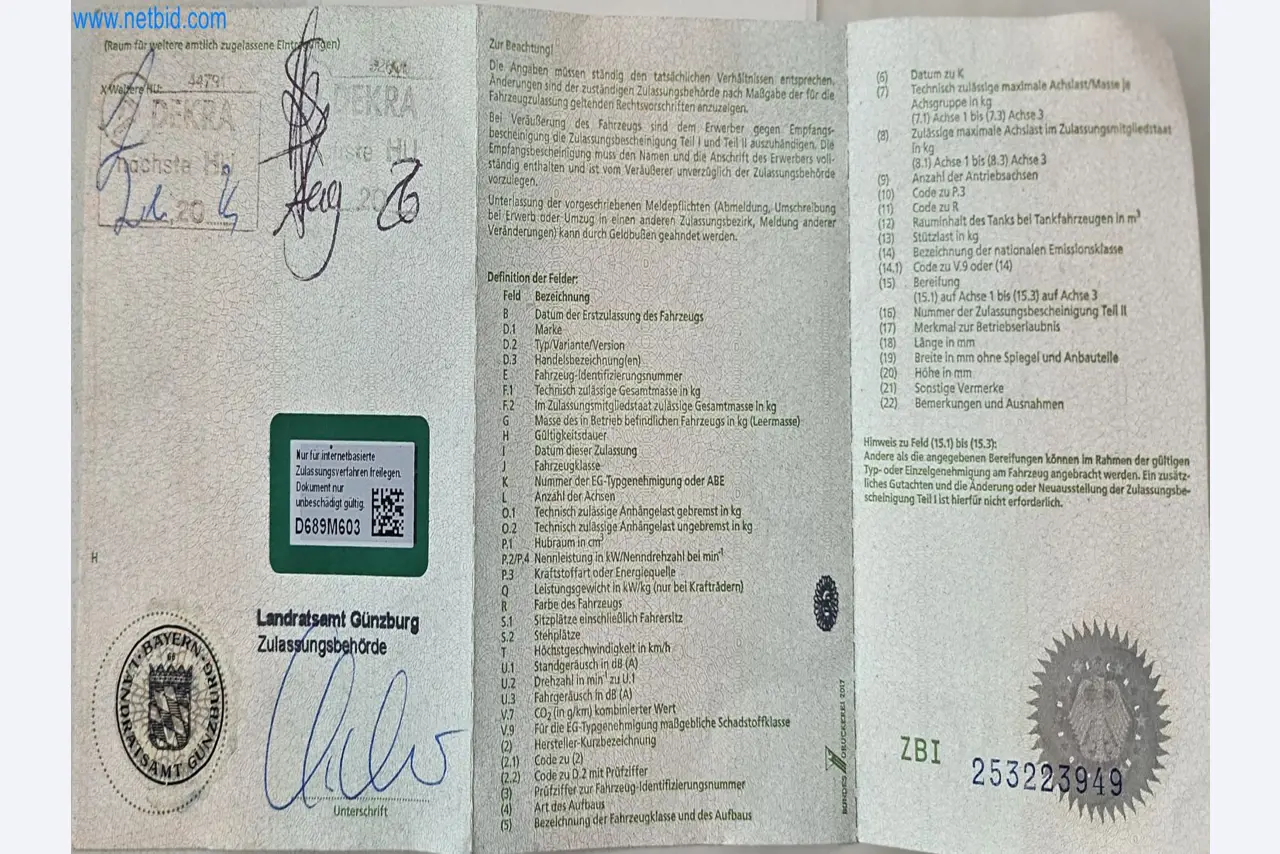 www.netbid.com
(Raum für weitere amtlich zugelassene Eintragungen)
X Weitere HU:
44791
DEKRA
nächste HU
20
DEKRA
HU
Aug 20 26
Nur für internetbasierte
Zulassungsverfahren freilegen.
Dokument nur
unbeschädigt gültig.
D689M603
H
Landratsamt Günzburg
Zulassungsbehörde
BAYERN
LANDRATSAMT GÜNZBURG
Unterschrift
Zur Beachtung!
Die Angaben müssen ständig den tatsächlichen Verhältnissen entsprechen.
Änderungen sind der zuständigen Zulassungsbehörde nach Maßgabe der für die
Fahrzeugzulassung geltenden Rechtsvorschriften anzuzeigen.
Bei Veräußerung des Fahrzeugs sind dem Erwerber gegen Empfangs-
bescheinigung die Zulassungsbescheinigung Teil I und Teil II auszuhändigen. Die
Empfangsbescheinigung muss den Namen und die Anschrift des Erwerbers voll-
ständig enthalten und ist vom Veräußerer unverzüglich der Zulassungsbehörde
vorzulegen.
Unterlassung der vorgeschriebenen Meldepflichten (Abmeldung, Umschreibung
bei Erwerb oder Umzug in einen anderen Zulassungsbezirk, Meldung anderer
Veränderungen) kann durch Geldbußen geahndet werden.
Definition der Felder:
Feld Bezeichnung
B Datum der Erstzulassung des Fahrzeugs
D.1 Marke
D.2 Typ/Variante/Version
D.3 Handelsbezeichnung(en)
E Fahrzeug-Identifizierungsnummer
F.1 Technisch zulässige Gesamtmasse in kg
F.2 Im Zulassungsmitgliedstaat zulässige Gesamtmasse in kg
G Masse des in Betrieb befindlichen Fahrzeugs in kg (Leermasse)
H Gültigkeitsdauer
I Datum dieser Zulassung
J Fahrzeugklasse
K Nummer der EG-Typgenehmigung oder ABE
L Anzahl der Achsen
O.1 Technisch zulässige Anhängelast gebremst in kg
O.2 Technisch zulässige Anhängelast ungebremst in kg
P.1 Hubraum in cm³
P.2/P.4 Nennleistung in kW/Nenndrehzahl bei min⁻¹
P.3 Kraftstoffart oder Energiequelle
Q Leistungsgewicht in kW/kg (nur bei Krafträdern)
R Farbe des Fahrzeugs
S.1 Sitzplätze einschließlich Fahrersitz
S.2 Stehplätze
T Höchstgeschwindigkeit in km/h
U.1 Standgeräusch in dB (A)
U.2 Drehzahl in min⁻¹ zu U.1
U.3 Fahrgeräusch in dB (A)
V.7 CO₂ (in g/km) kombinierter Wert
V.9 Für die EG-Typgenehmigung maßgebliche Schadstoffklasse
(2) Hersteller-Kurzbezeichnung
(2.1) Code zu (2)
(2.2) Code zu D.2 mit Prüfziffer
(3) Prüfziffer zur Fahrzeug-Identifizierungsnummer
(4) Art des Aufbaus
(5) Bezeichnung der Fahrzeugklasse und des Aufbaus
BUNDESDRUCKEREI 2017
(6) Datum zu K
(7) Technisch zulässige maximale Achslast/Masse je
Achsgruppe in kg
(7.1) Achse 1 bis (7.3) Achse 3
(8) Zulässige maximale Achslast im Zulassungsmitgliedstaat
in kg
(8.1) Achse 1 bis (8.3) Achse 3
(9) Anzahl der Antriebsachsen
(10) Code zu P.3
(11) Code zu R
(12) Rauminhalt des Tanks bei Tankfahrzeugen in m³
(13) Stützlast in kg
(14) Bezeichnung der nationalen Emissionsklasse
(14.1) Code zu V.9 oder (14)
(15) Bereifung
(15.1) auf Achse 1 bis (15.3) auf Achse 3
(16) Nummer der Zulassungsbescheinigung Teil II
(17) Merkmal zur Betriebserlaubnis
(18) Länge in mm
(19) Breite in mm ohne Spiegel und Anbauteile
(20) Höhe in mm
(21) Sonstige Vermerke
(22) Bemerkungen und Ausnahmen
Hinweis zu Feld (15.1) bis (15.3):
Andere als die angegebenen Bereifungen können im Rahmen der gültigen
Typ- oder Einzelgenehmigung am Fahrzeug angebracht werden. Ein zusätz-
liches Gutachten und die Änderung oder Neuausstellung der Zulassungsbe-
scheinigung Teil I ist hierfür nicht erforderlich.
ZBI
253223949